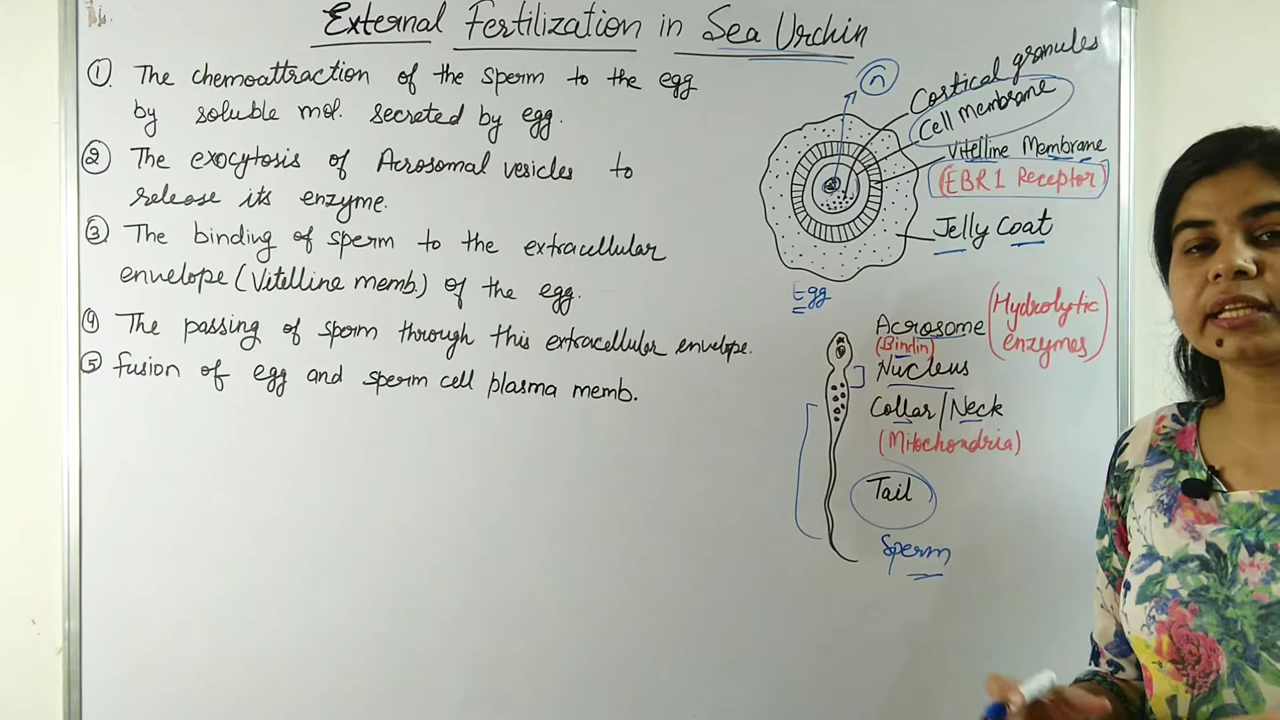 External Fertilization in Sea Urchin
① The chemoattraction of the sperm to the egg
by soluble mol. secreted by egg.
② The exocytosis of Acrosomal vesicles to
release its enzyme.
③ The binding of sperm to the extracellular
envelope (Vitelline memb.) of the egg.
④ The passing of sperm through this extracellular envelope.
⑤ fusion of egg and sperm cell plasma memb.
n
Cortical granules
Cell membrane
Vitelline Membrane
(EBR1 Receptor)
Jelly Coat
Egg
Acrosome (Hydrolytic
(Bindin) enzymes)
Nucleus
Collar/Neck
(Mitochondria)
Tail
Sperm